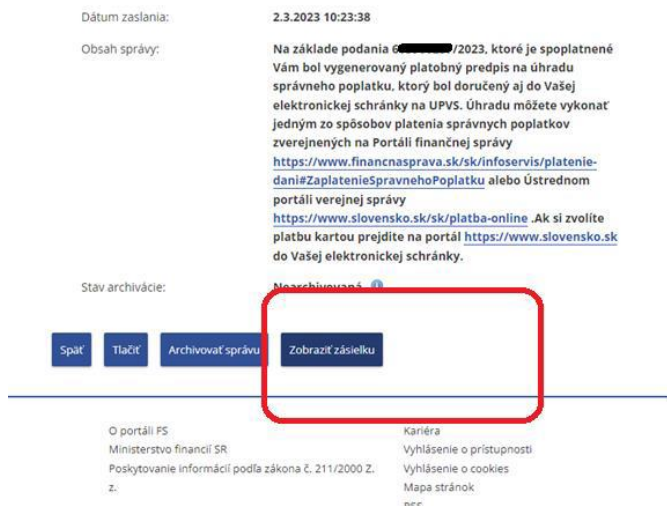 Dátum zaslania: 2.3.2023 10:23:38
Obsah správy: Na základe podania 6 /2023, ktoré je spoplatnené
Vám bol vygenerovaný platobný predpis na úhradu
správneho poplatku, ktorý bol doručený aj do Vašej
elektronickej schránky na UPVS. Úhradu môžete vykonať
jedným zo spôsobov platenia správnych poplatkov
zverejnených na Portáli finančnej správy
https://www.financnasprava.sk/sk/infoservis/platenie-
dani#ZaplatenieSpravnehoPoplatku alebo Ústrednom
portáli verejnej správy
https://www.slovensko.sk/sk/platba-online .Ak si zvolíte
platbu kartou prejdite na portál https://www.slovensko.sk
do Vašej elektronickej schránky.
Stav archivácie: Nearchivovaná
Späť Tlačiť Archivovať správu Zobraziť zásielku
O portáli FS Kariéra
Ministerstvo financií SR Vyhlásenie o prístupnosti
Poskytovanie informácií podľa zákona č. 211/2000 Z. Vyhlásenie o cookies
z. Mapa stránok
RSS